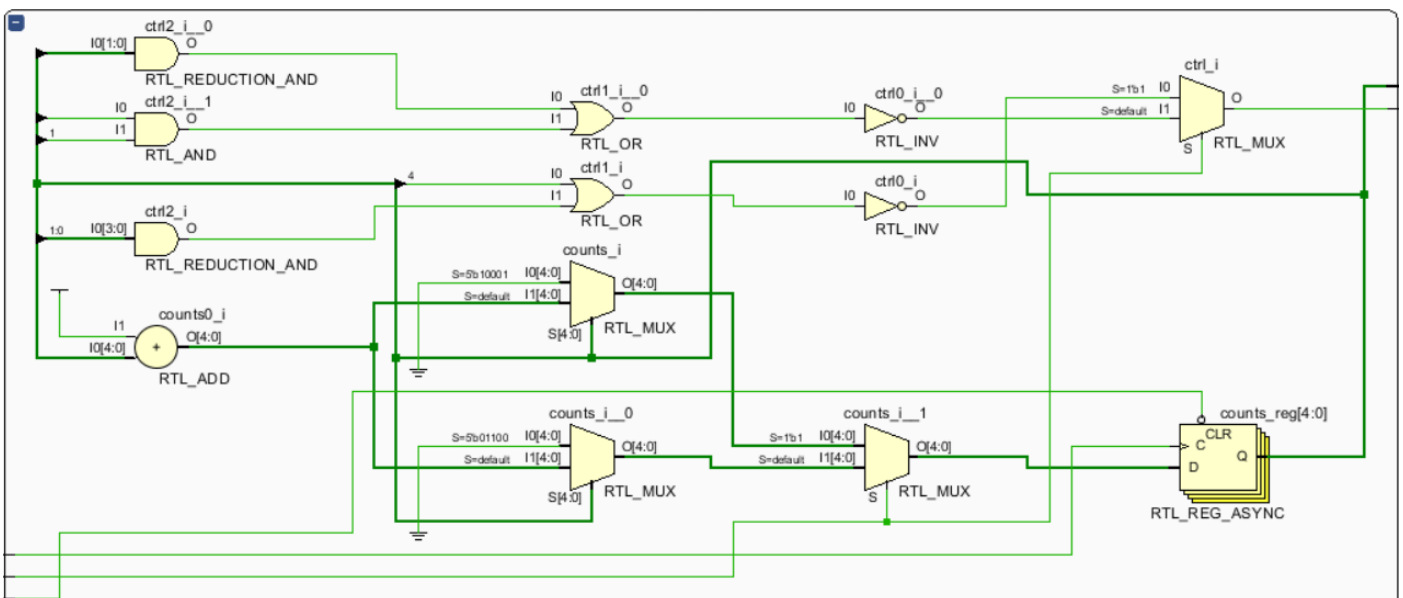 ctrl2_i__0
I0[1:0]
O
RTL_REDUCTION_AND
ctrl2_i__1
I0
I1
1
O
RTL_AND
ctrl1_i__0
I0
I1
O
RTL_OR
ctrl0_i__0
I0
O
RTL_INV
ctrl_i
S=1'b1
I0
S=default
I1
O
S
RTL_MUX
4
ctrl1_i
I0
I1
O
RTL_OR
ctrl0_i
I0
O
RTL_INV
ctrl2_i
1:0
I0[3:0]
O
RTL_REDUCTION_AND
counts_i
S=5'b10001
I0[4:0]
S=default
I1[4:0]
O[4:0]
S[4:0]
RTL_MUX
counts0_i
I1
I0[4:0]
+
O[4:0]
RTL_ADD
counts_i__0
S=5'b01100
I0[4:0]
S=default
I1[4:0]
O[4:0]
S[4:0]
RTL_MUX
counts_i__1
S=1'b1
I0[4:0]
S=default
I1[4:0]
O[4:0]
S
RTL_MUX
counts_reg[4:0]
CLR
C
D
Q
RTL_REG_ASYNC